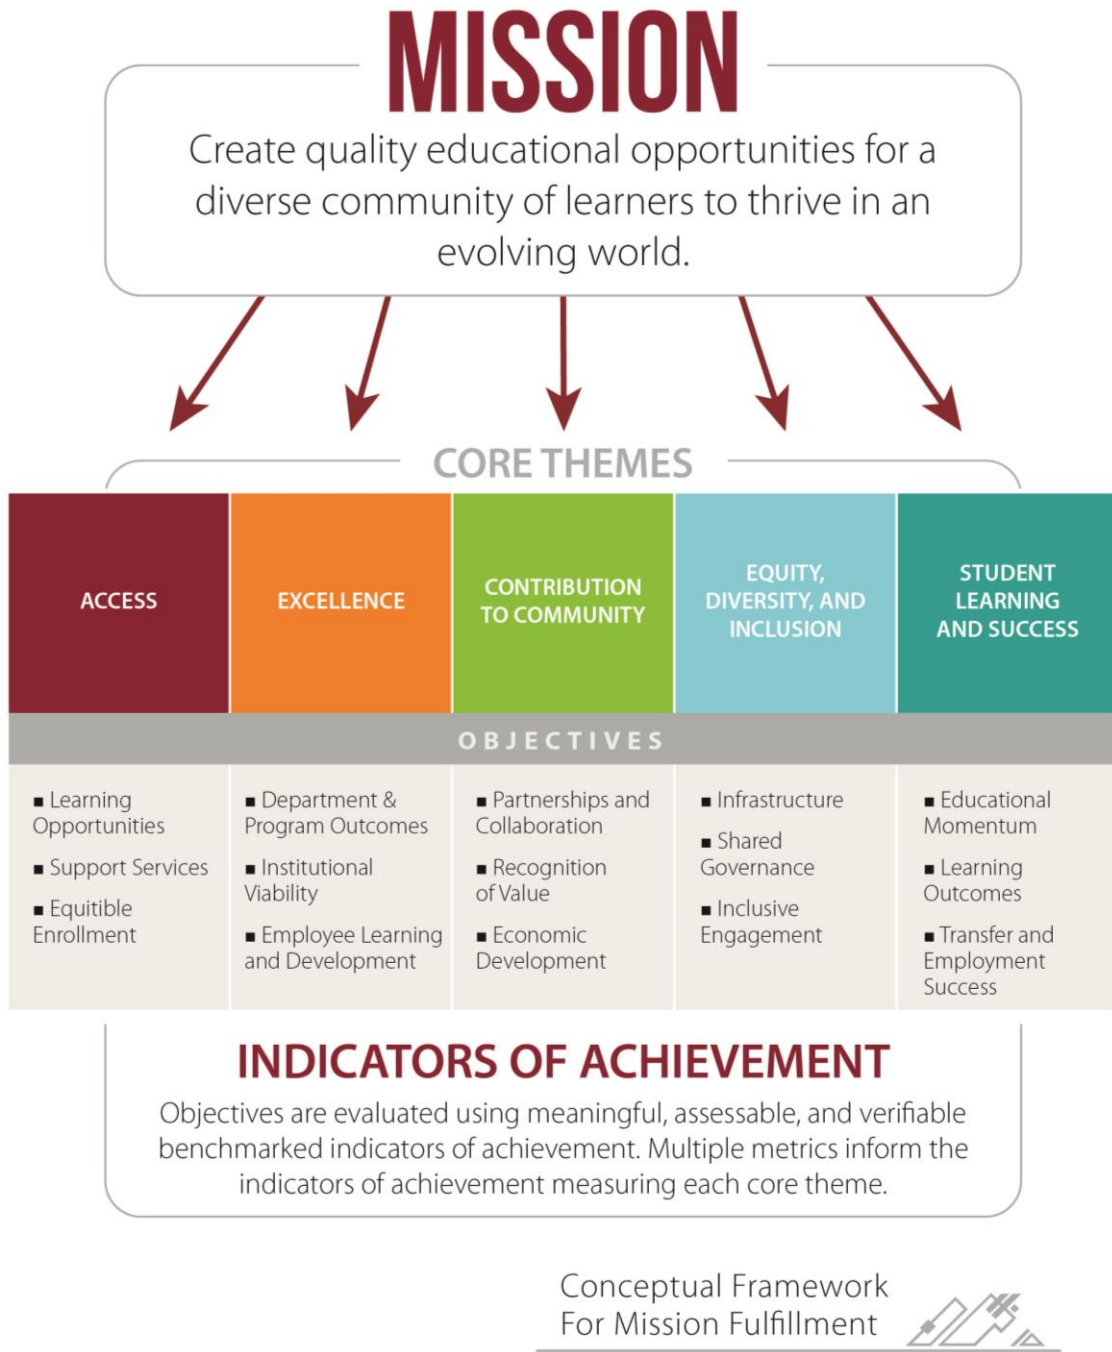 MISSION
Create quality educational opportunities for a
diverse community of learners to thrive in an
evolving world.
CORE THEMES
ACCESS
EXCELLENCE
CONTRIBUTION
TO COMMUNITY
EQUITY,
DIVERSITY, AND
INCLUSION
STUDENT
LEARNING
AND SUCCESS
OBJECTIVES
■ Learning
Opportunities
■ Support Services
■ Equitible
Enrollment
■ Department &
Program Outcomes
■ Institutional
Viability
■ Employee Learning
and Development
■ Partnerships and
Collaboration
■ Recognition
of Value
■ Economic
Development
■ Infrastructure
■ Shared
Governance
■ Inclusive
Engagement
■ Educational
Momentum
■ Learning
Outcomes
■ Transfer and
Employment
Success
INDICATORS OF ACHIEVEMENT
Objectives are evaluated using meaningful, assessable, and verifiable
benchmarked indicators of achievement. Multiple metrics inform the
indicators of achievement measuring each core theme.
Conceptual Framework
For Mission Fulfillment